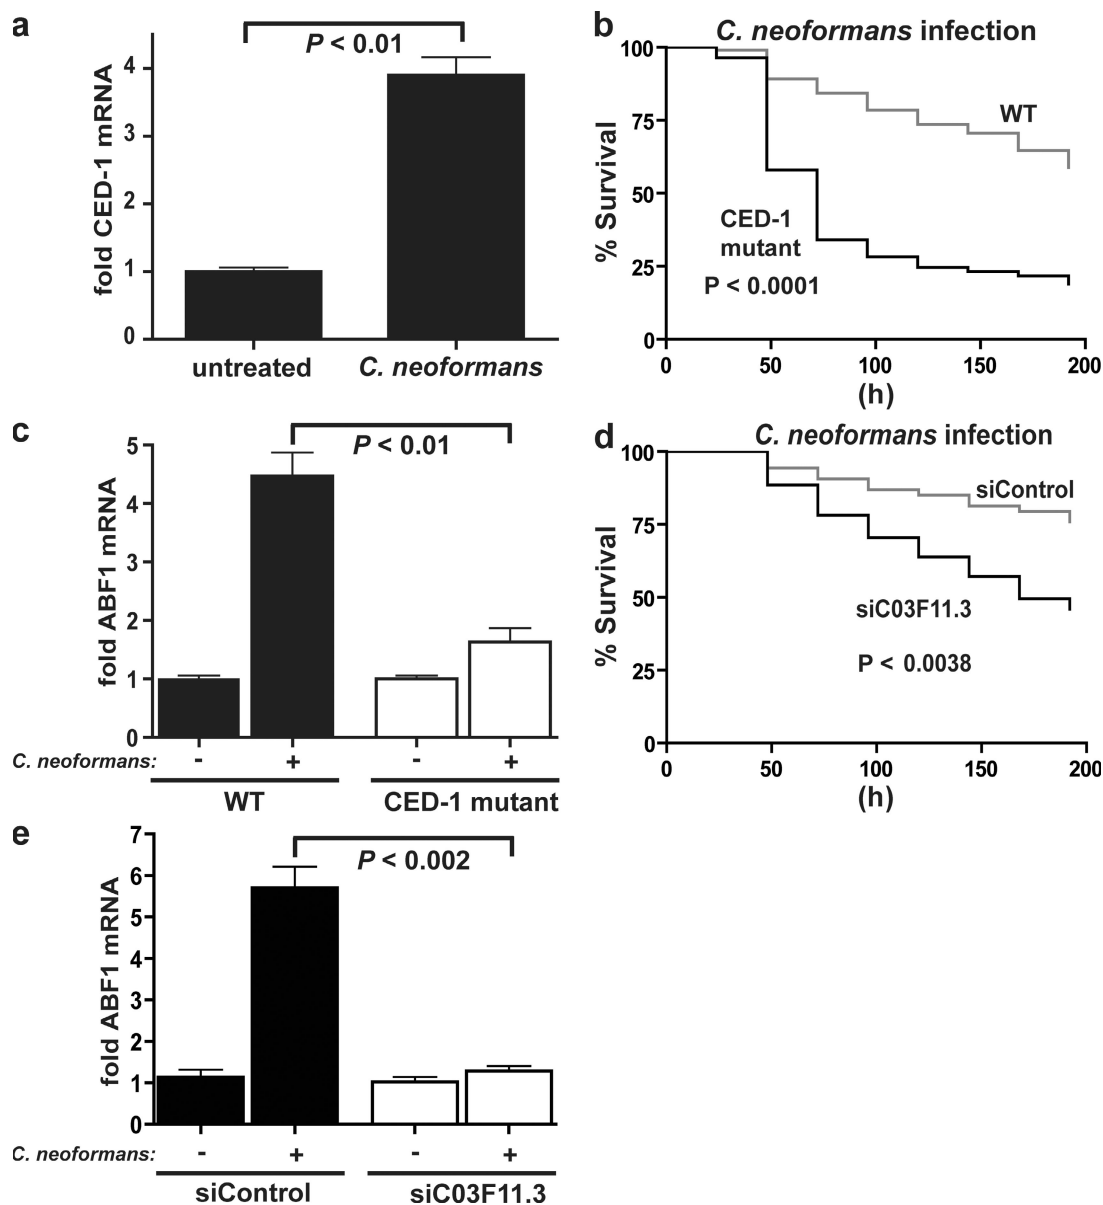 a
P < 0.01
fold CED-1 mRNA
4
3
2
1
0
untreated
C. neoformans
b
C. neoformans infection
% Survival
100
75
50
25
0
WT
CED-1
mutant
P < 0.0001
0 50 100 150 200
(h)
c
P < 0.01
fold ABF1 mRNA
5
4
3
2
1
0
C. neoformans: - + - +
WT CED-1 mutant
d
C. neoformans infection
% Survival
100
75
50
25
0
siControl
siC03F11.3
P < 0.0038
0 50 100 150 200
(h)
e
P < 0.002
fold ABF1 mRNA
7
6
5
4
3
2
1
0
C. neoformans: - + - +
siControl siC03F11.3